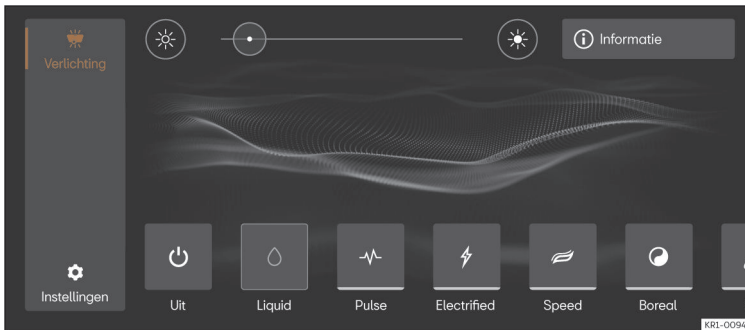 Verlichting
Informatie
Instellingen
Uit
Liquid
Pulse
Electrified
Speed
Boreal
KR1-0094